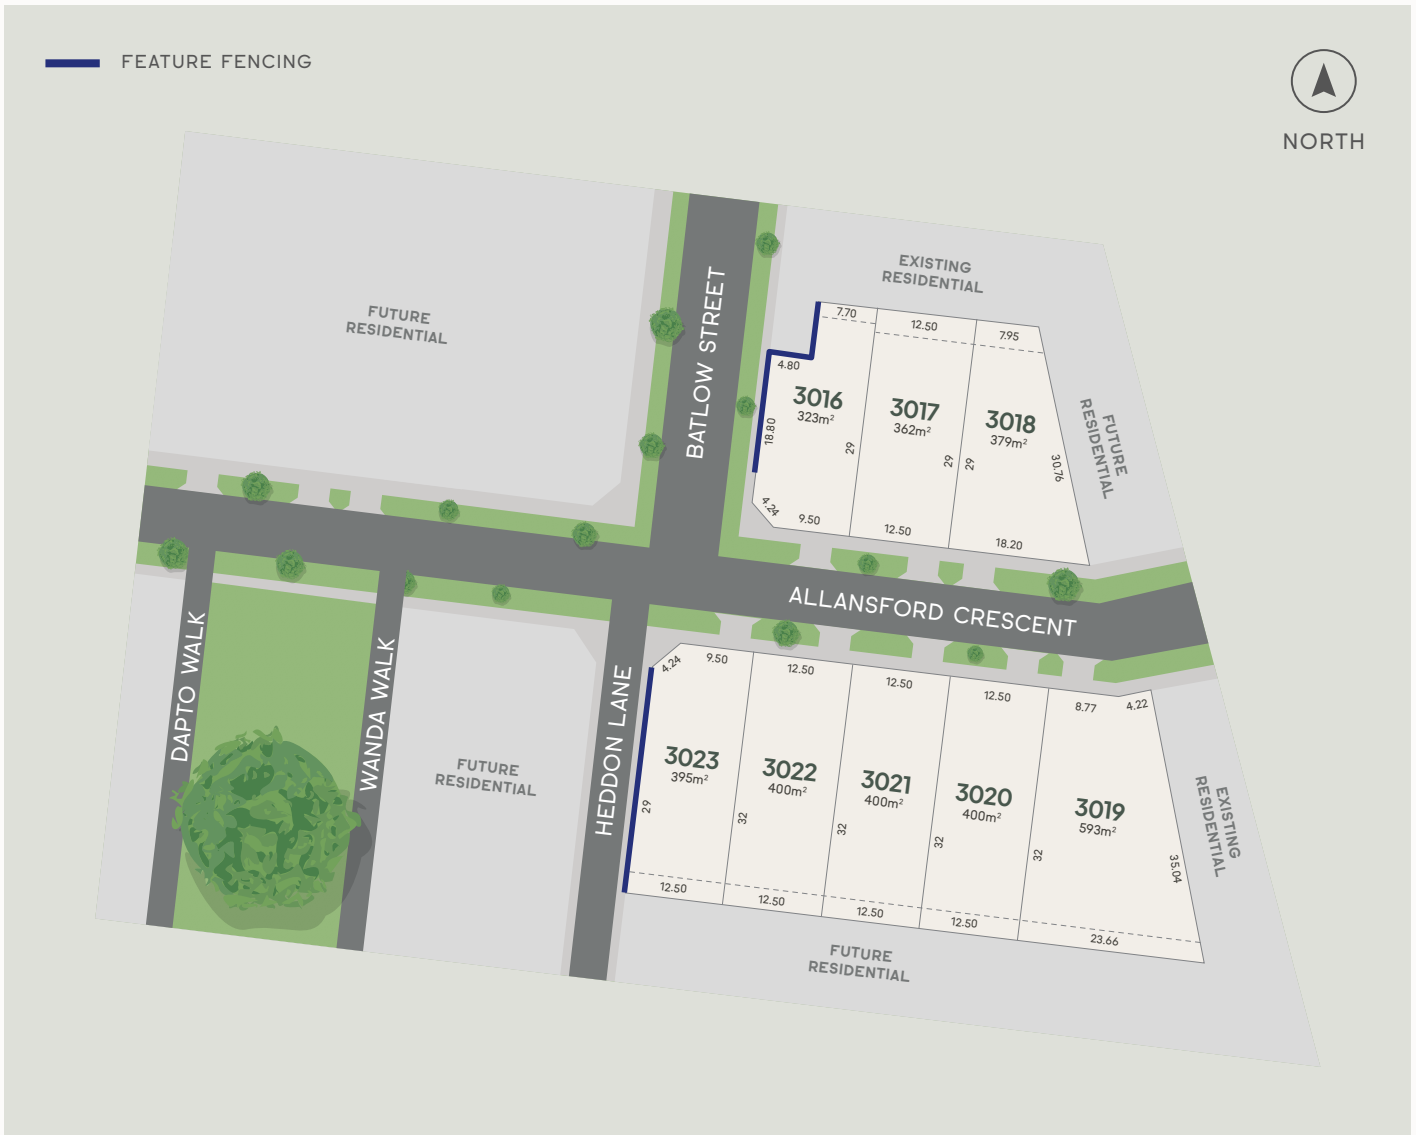 FEATURE FENCING
NORTH
EXISTING
RESIDENTIAL
FUTURE
RESIDENTIAL
BATLOW STREET
7.70
12.50
7.95
4.80
3016
323m²
3017
362m²
3018
379m²
18.80
29
29
29
30.76
4.24
9.50
12.50
18.20
FUTURE
RESIDENTIAL
ALLANSFORD CRESCENT
DAPTO WALK
WANDA WALK
HEDDON LANE
FUTURE
RESIDENTIAL
4.24
9.50
12.50
12.50
12.50
8.77
4.22
3023
395m²
3022
400m²
3021
400m²
3020
400m²
3019
593m²
29
32
32
32
32
35.04
12.50
12.50
12.50
12.50
23.66
EXISTING
RESIDENTIAL
FUTURE
RESIDENTIAL